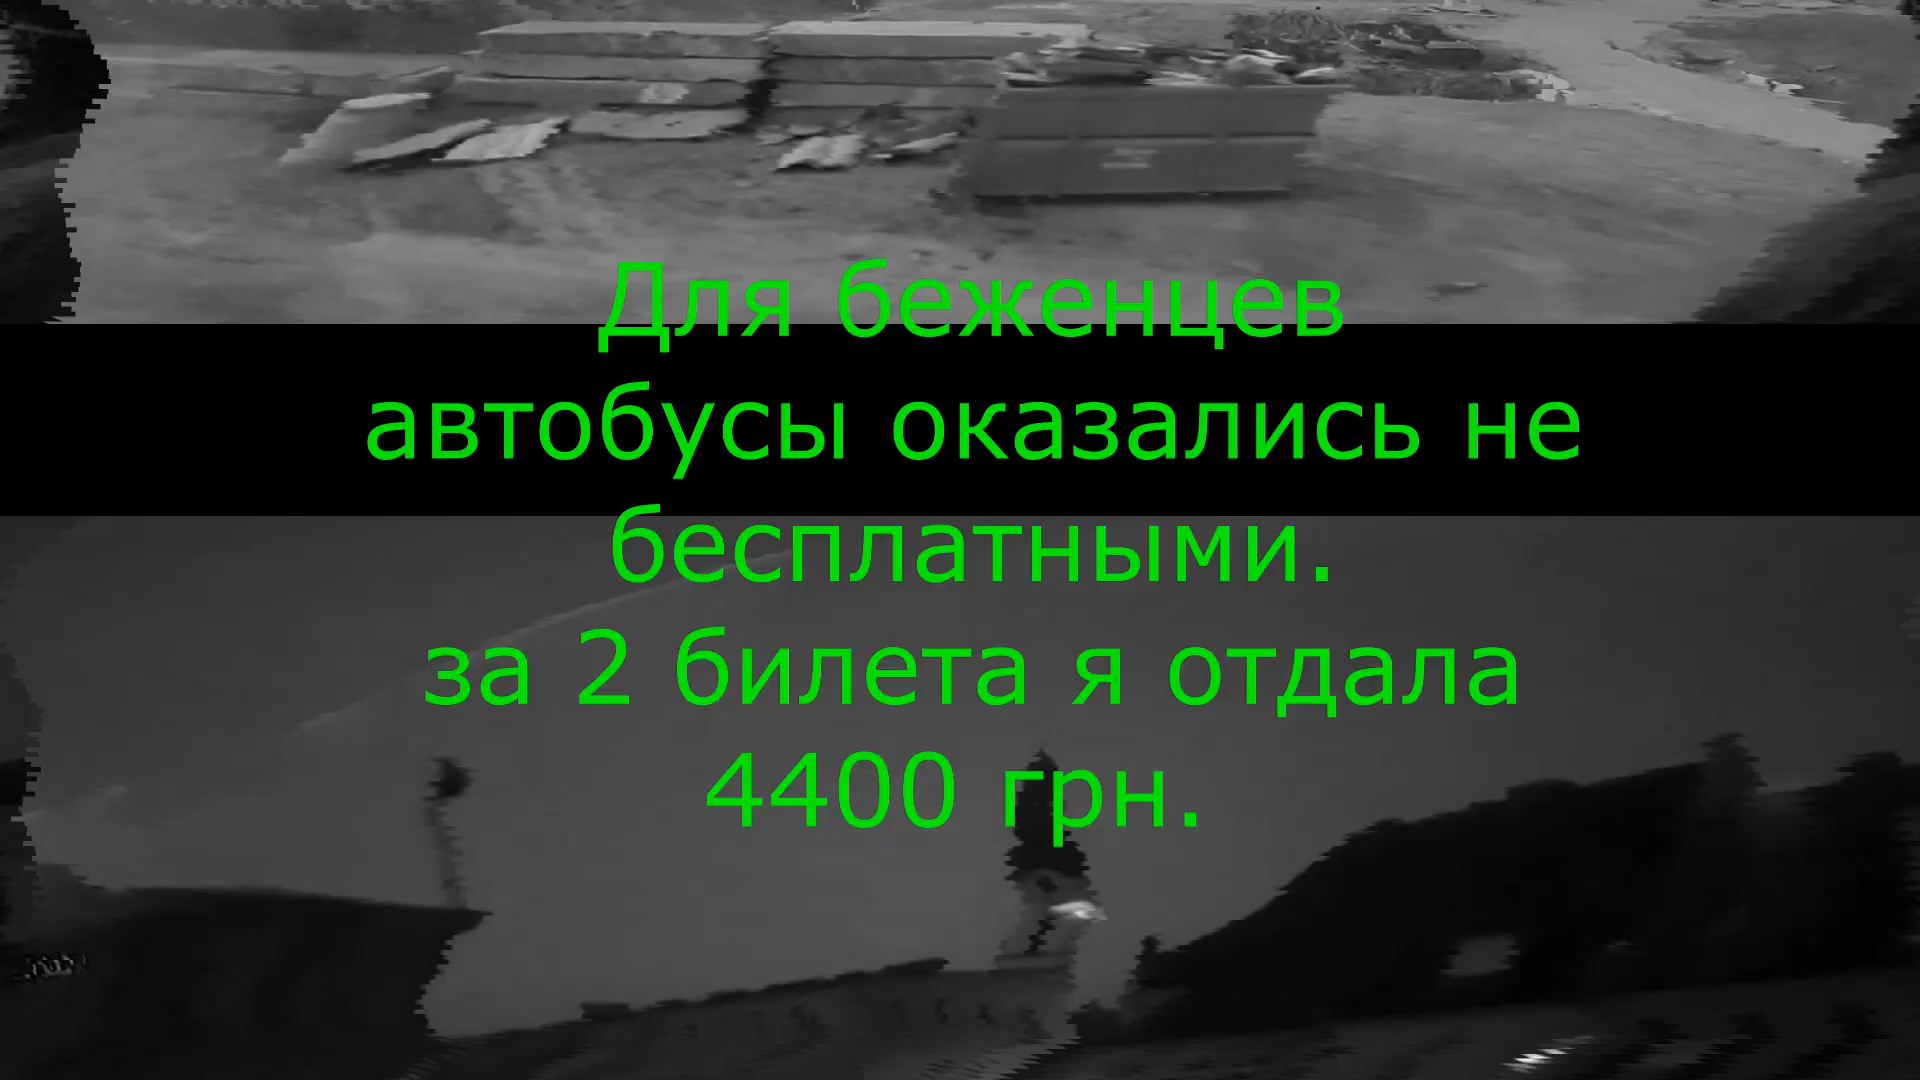 Для беженцев
автобусы оказались не
бесплатными.
за 2 билета я отдала
4400 грн.